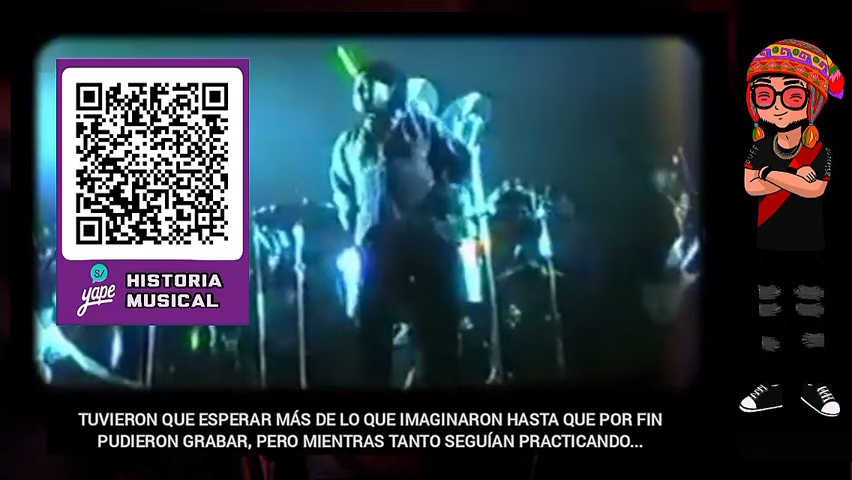 S/
yape
HISTORIA
MUSICAL
TUVIERON QUE ESPERAR MÁS DE LO QUE IMAGINARON HASTA QUE POR FIN
PUDIERON GRABAR, PERO MIENTRAS TANTO SEGUÍAN PRACTICANDO...